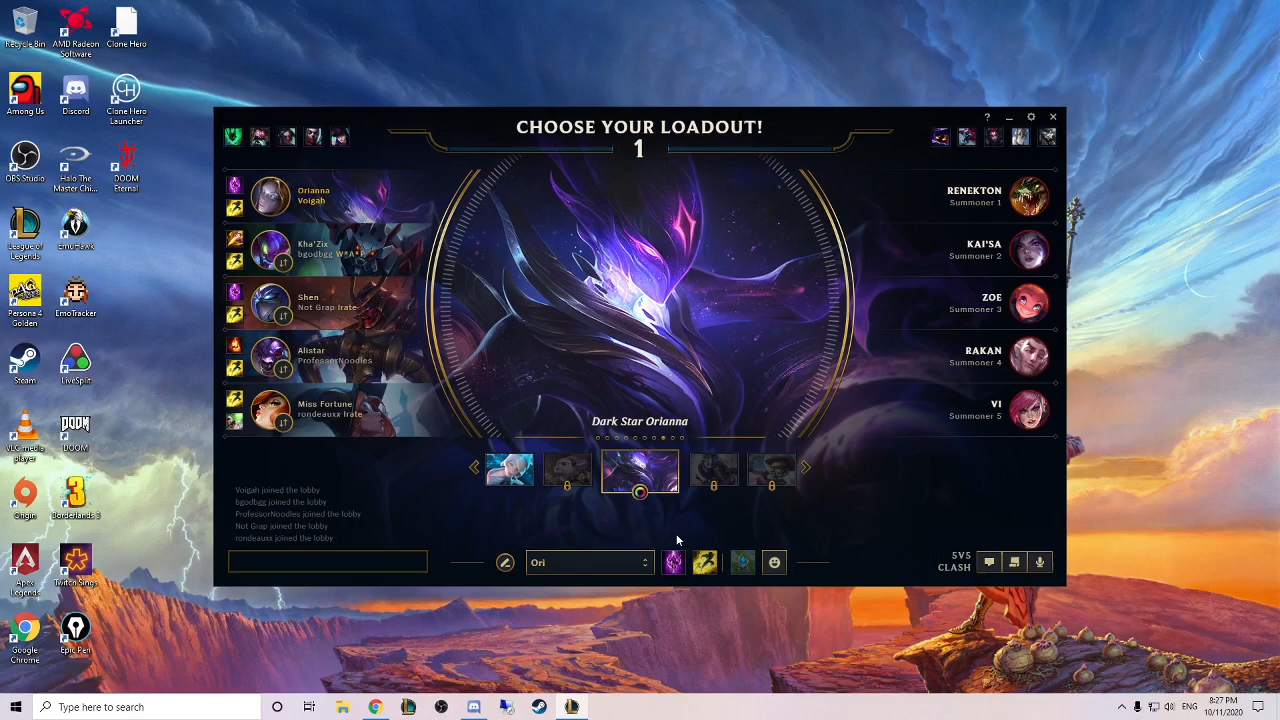 Recycle Bin
AMD Radeon
Software
Clone Hero
Among Us
Discord
Clone Hero
Launcher
OBS Studio
Halo The
Master Chi...
DOOM
Eternal
League of
Legends
EmuHawk
Persona 4
Golden
EmoTracker
Steam
LiveSplit
VLC media
player
DOOM
Origin
Borderlands 3
Apex
Legends
Twitch Sings
Google
Chrome
Epic Pen
CHOOSE YOUR LOADOUT!
1
Orianna
Voigah
Kha'Zix
bgodbgg W*A*R
Shen
Not Grap Irate
Alistar
ProfessorNoodles
Miss Fortune
rondeauxx Irate
RENEKTON
Summoner 1
KAI'SA
Summoner 2
ZOE
Summoner 3
RAKAN
Summoner 4
VI
Summoner 5
Dark Star Orianna
Voigah joined the lobby
bgodbgg joined the lobby
ProfessorNoodles joined the lobby
Not Grap joined the lobby
rondeauxx joined the lobby
Ori
5V5
CLASH
Type here to search
ENG
8:27 PM
10/11/2020